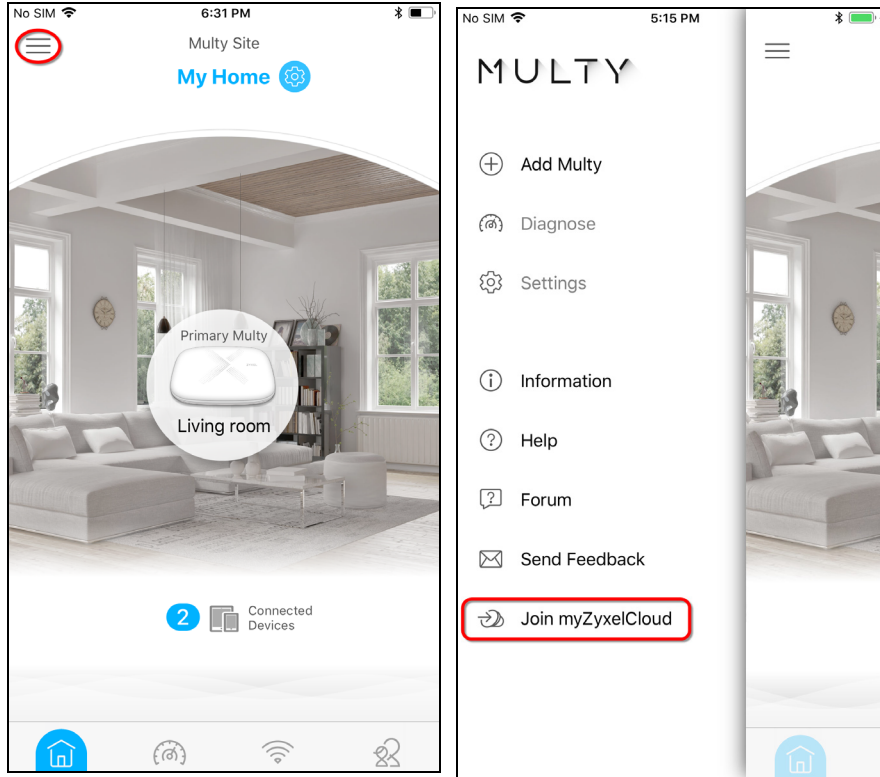 No SIM
6:31 PM
Multy Site
My Home
Primary Multy
Living room
2
Connected
Devices
No SIM
5:15 PM
MULTY
Add Multy
Diagnose
Settings
Information
Help
Forum
Send Feedback
Join myZyxelCloud